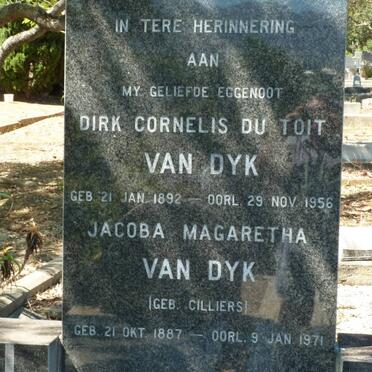 IN TERE HERINNERING
AAN
MY GELIEFDE EGGENOOT
DIRK CORNELIS DU TOIT
VAN DYK
GEB. 21 JAN. 1892 — OORL. 29 NOV. 1956
JACOBA MAGARETHA
VAN DYK
(GEB. CILLIERS)
GEB. 21 OKT. 1887 — OORL. 9 JAN. 1971